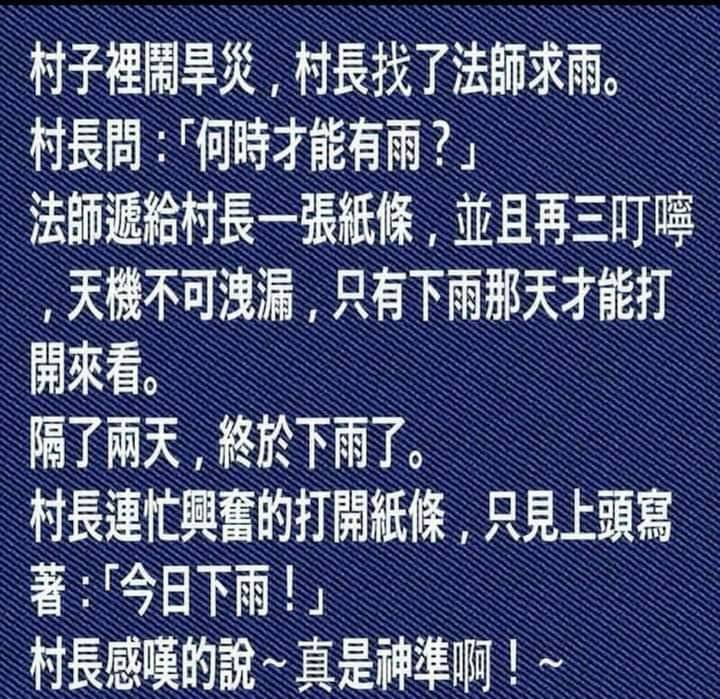 村子裡鬧旱災，村長找了法師求雨。
村長問：「何時才能有雨？」
法師遞給村長一張紙條，並且再三叮嚀
，天機不可洩漏，只有下雨那天才能打
開來看。
隔了兩天，終於下雨了。
村長連忙興奮的打開紙條，只見上頭寫
著：「今日下雨！」
村長感嘆的說～真是神準啊！～